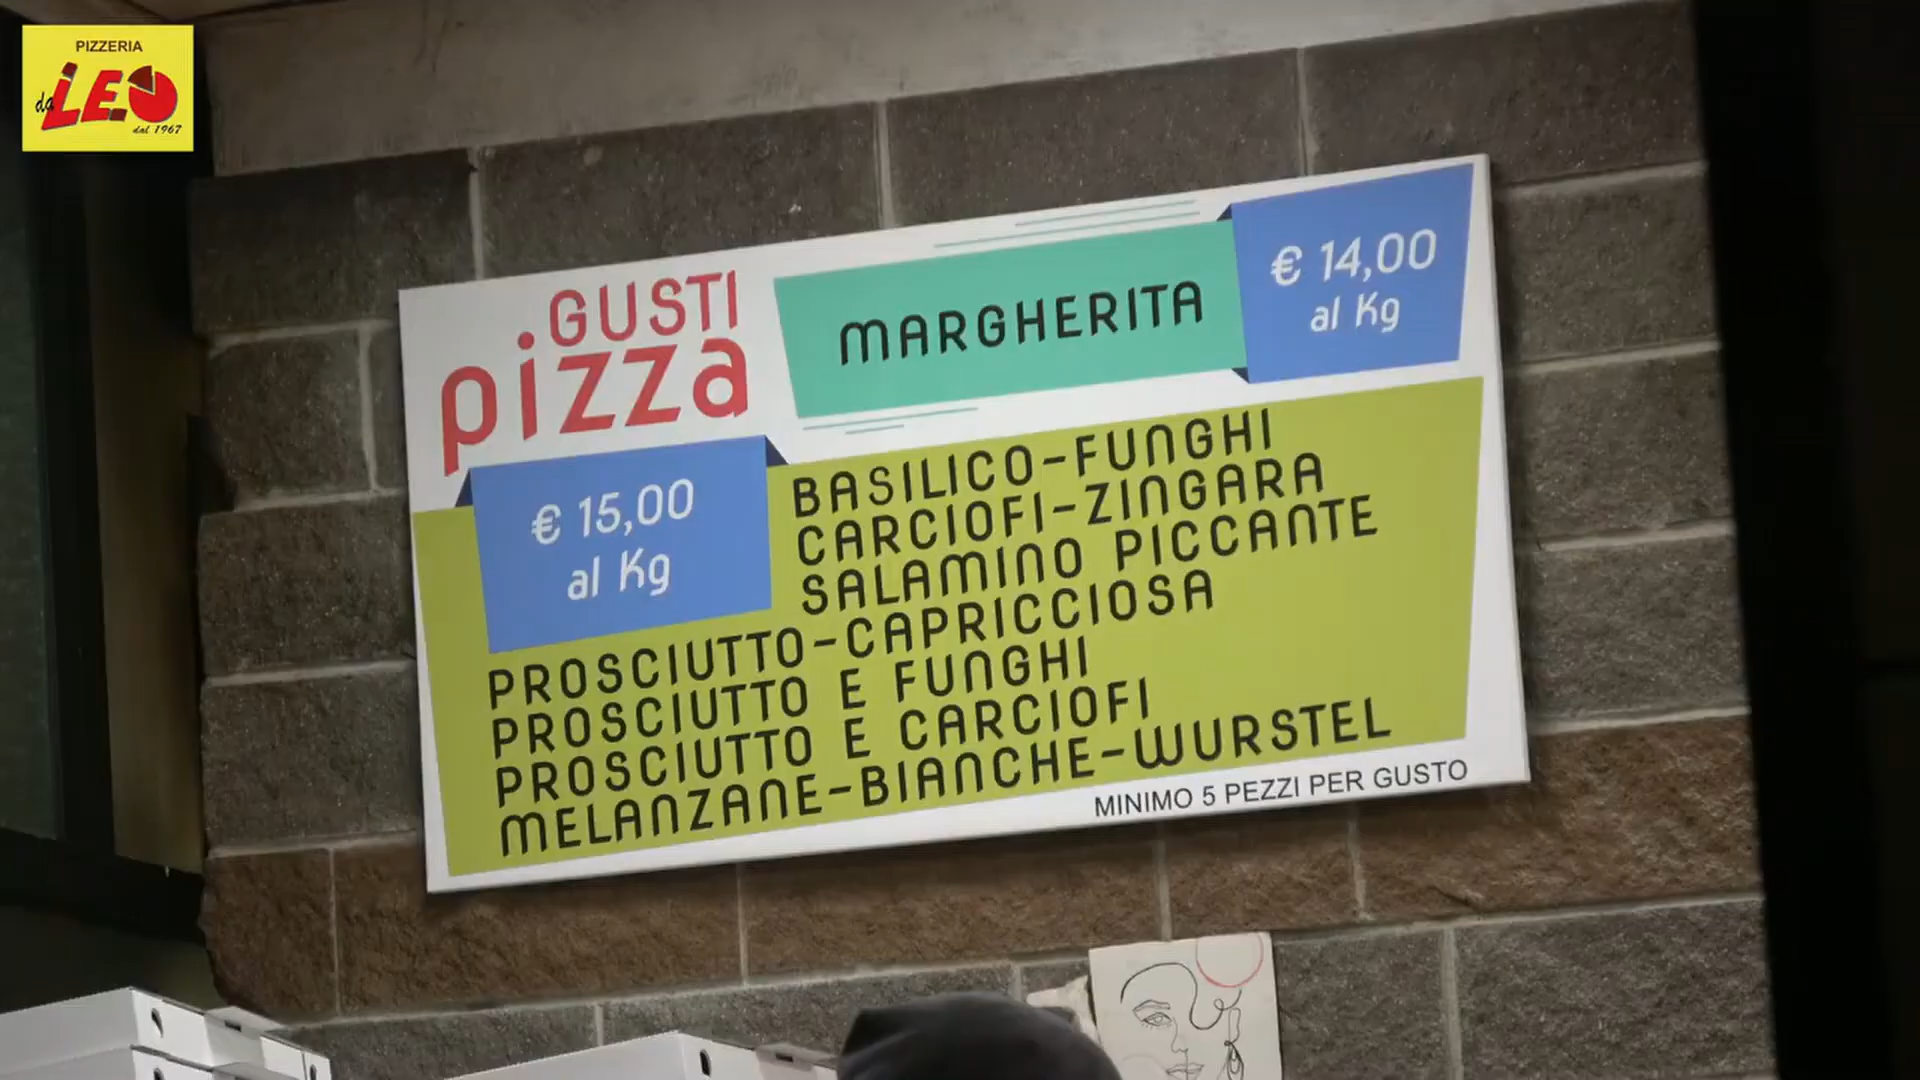 PIZZERIA
da LEO
dal 1967
GUSTI
pizza
MARGHERITA
€ 14,00
al Kg
€ 15,00
al Kg
BASILICO-FUNGHI
CARCIOFI-ZINGARA
SALAMINO PICCANTE
PROSCIUTTO-CAPRICCIOSA
PROSCIUTTO E FUNGHI
PROSCIUTTO E CARCIOFI
MELANZANE-BIANCHE-WURSTEL
MINIMO 5 PEZZI PER GUSTO